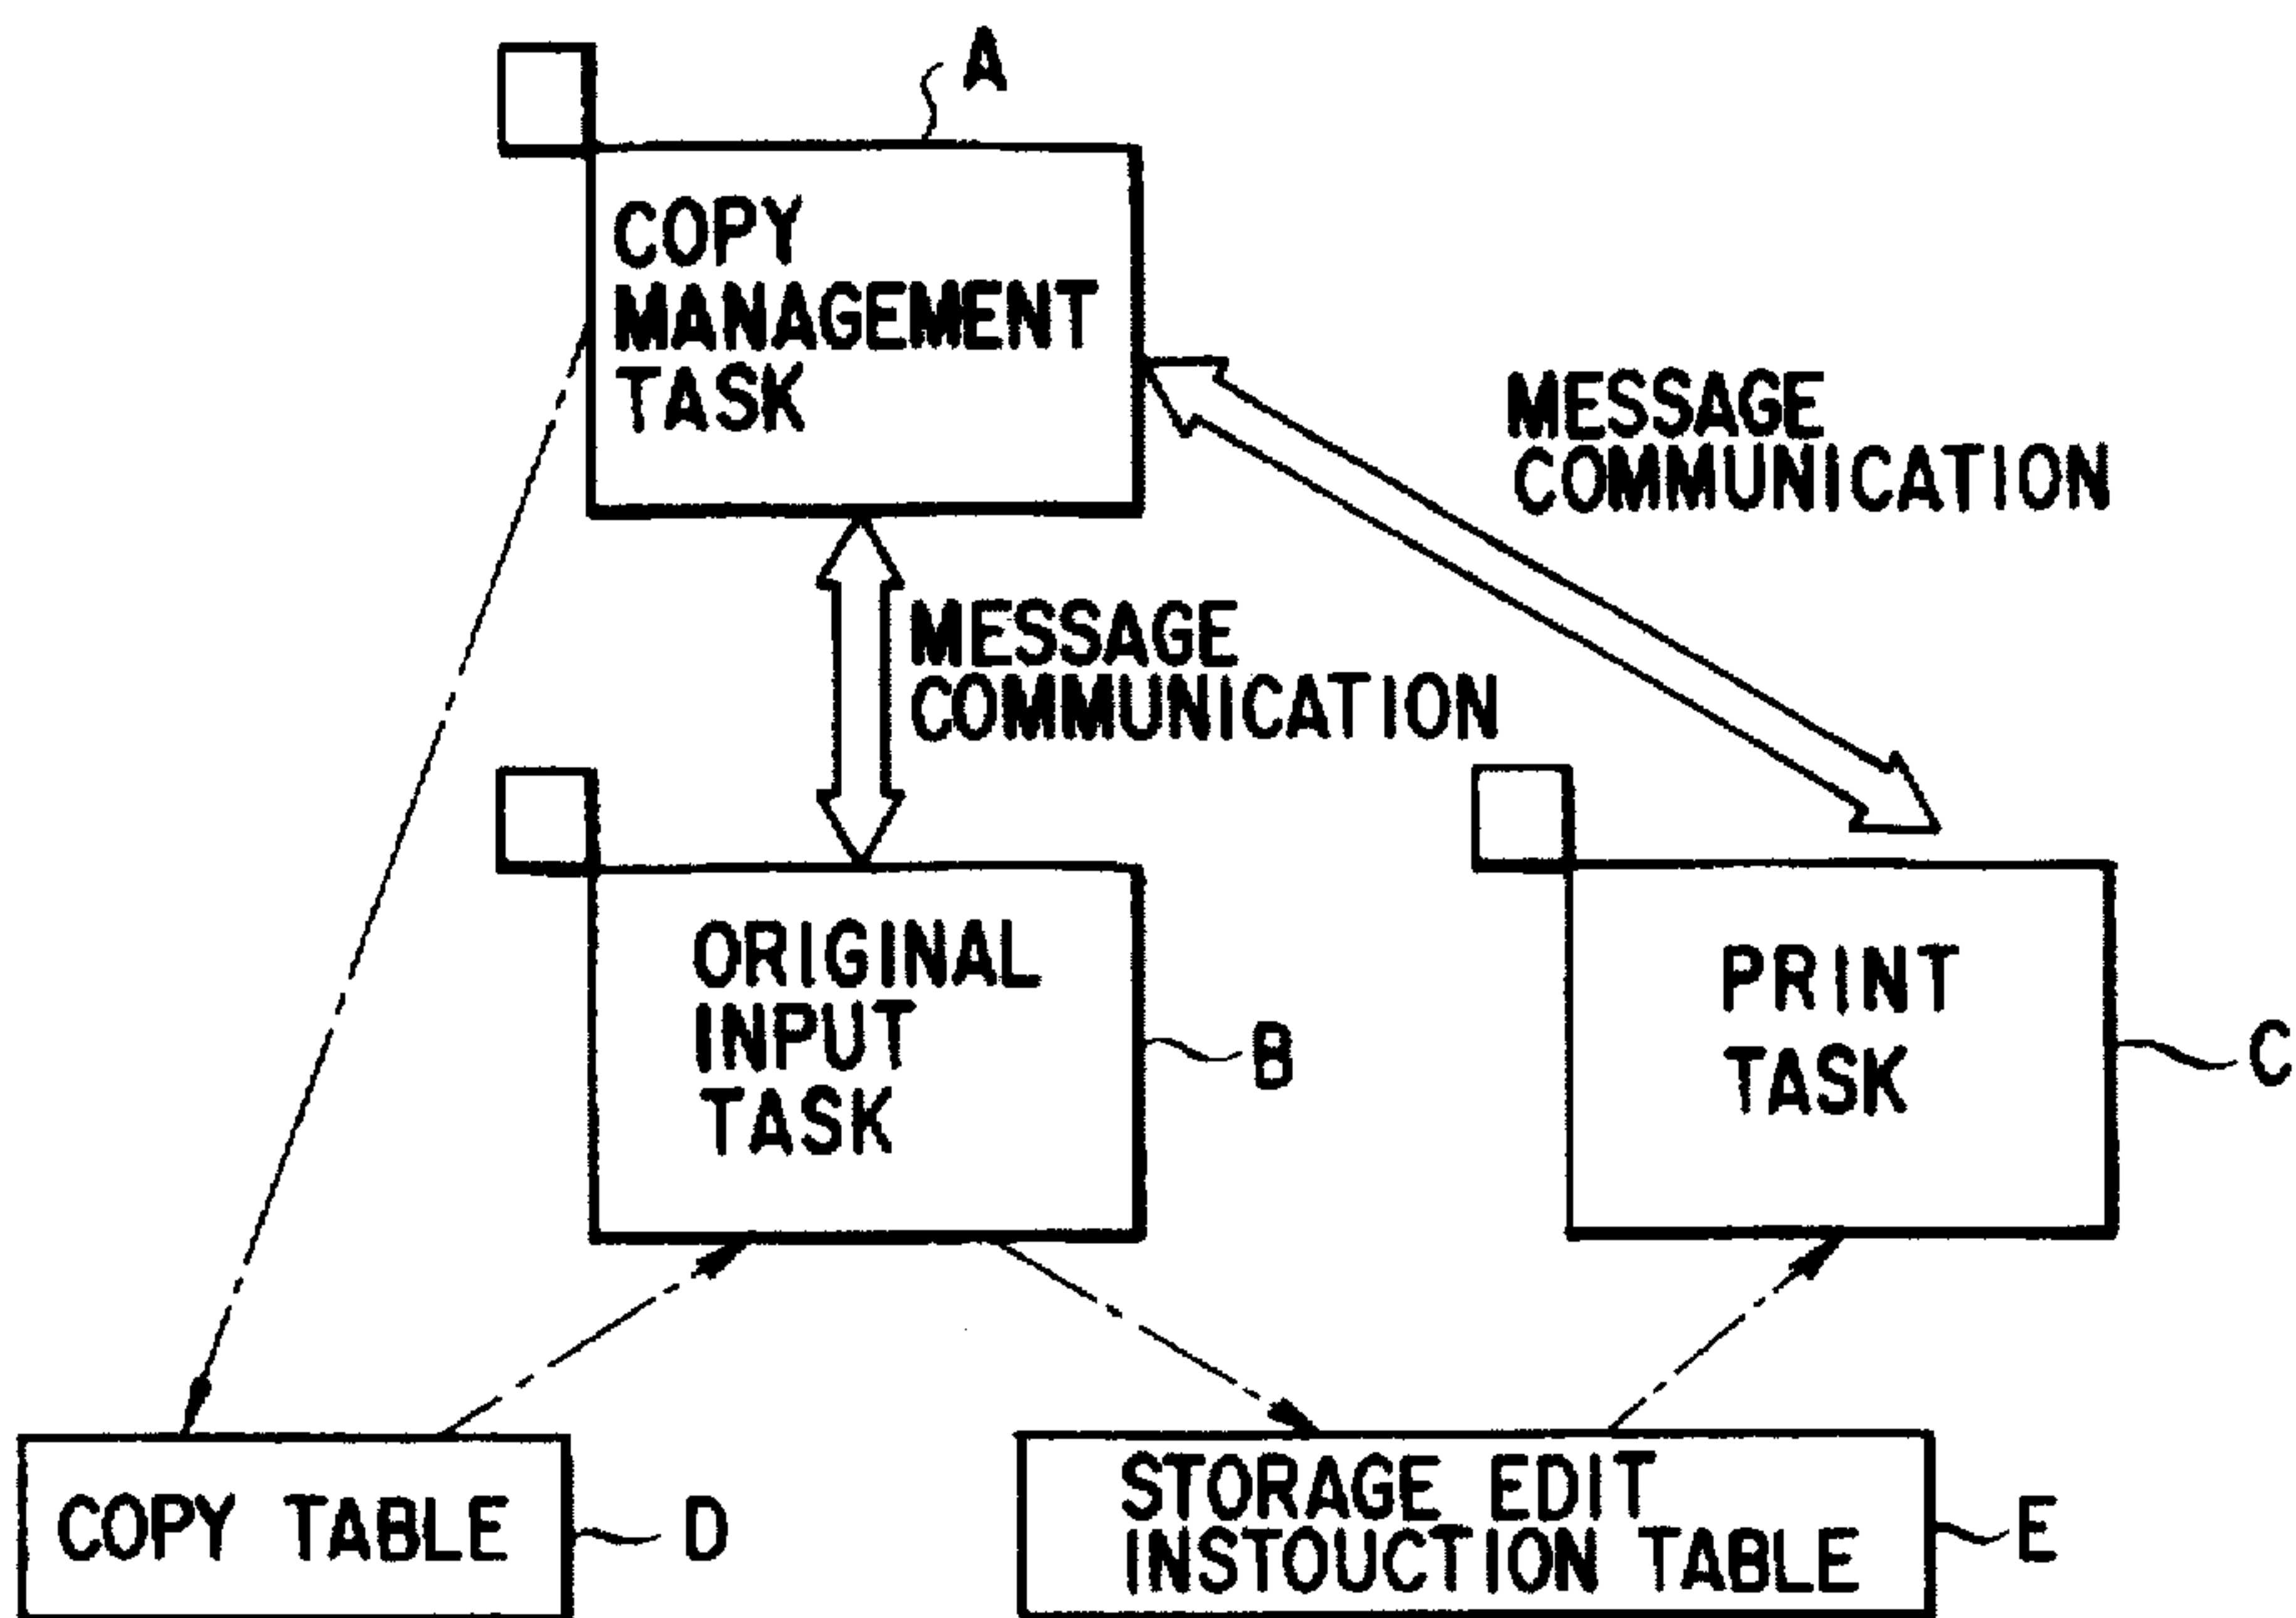 A
COPY
MANAGEMENT
TASK
MESSAGE
COMMUNICATION
MESSAGE
COMMUNICATION
ORIGINAL
INPUT
TASK
B
PRINT
TASK
C
COPY TABLE
D
STORAGE EDIT
INSTOUCTION TABLE
E